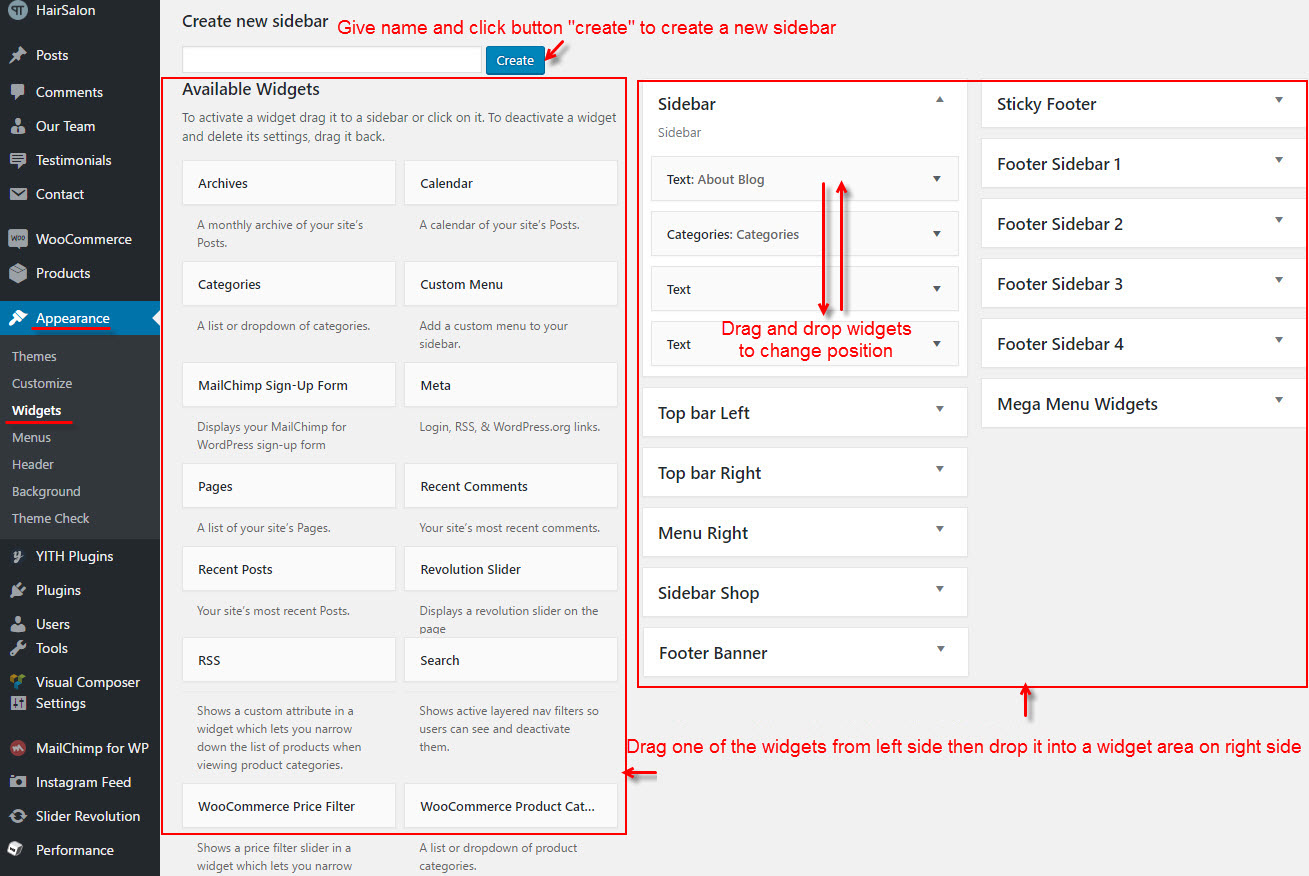 HairSalon
Posts
Comments
Our Team
Testimonials
Contact
WooCommerce
Products
Appearance
Themes
Customize
Widgets
Menus
Header
Background
Theme Check
YITH Plugins
Plugins
Users
Tools
Visual Composer
Settings
MailChimp for WP
Instagram Feed
Slider Revolution
Performance
Create new sidebar
Give name and click button "create" to create a new sidebar
Create
Available Widgets
To activate a widget drag it to a sidebar or click on it. To deactivate a widget
and delete its settings, drag it back.
Archives
A monthly archive of your site's
Posts.
Calendar
A calendar of your site's Posts.
Categories
A list or dropdown of categories.
Custom Menu
Add a custom menu to your
sidebar.
MailChimp Sign-Up Form
Displays your MailChimp for
WordPress sign-up form
Meta
Login, RSS, & WordPress.org links.
Pages
A list of your site's Pages.
Recent Comments
Your site's most recent comments.
Recent Posts
Your site's most recent Posts.
Revolution Slider
Displays a revolution slider on the
page
RSS
Search
Shows a custom attribute in a
widget which lets you narrow
down the list of products when
viewing product categories.
Shows active layered nav filters so
users can see and deactivate
them.
WooCommerce Price Filter
Shows a price filter slider in a
widget which lets you narrow
WooCommerce Product Cat...
A list or dropdown of product
categories.
Sidebar
Sidebar
Text: About Blog
Categories: Categories
Text
Text
Drag and drop widgets
to change position
Top bar Left
Top bar Right
Menu Right
Sidebar Shop
Footer Banner
Sticky Footer
Footer Sidebar 1
Footer Sidebar 2
Footer Sidebar 3
Footer Sidebar 4
Mega Menu Widgets
Drag one of the widgets from left side then drop it into a widget area on right side